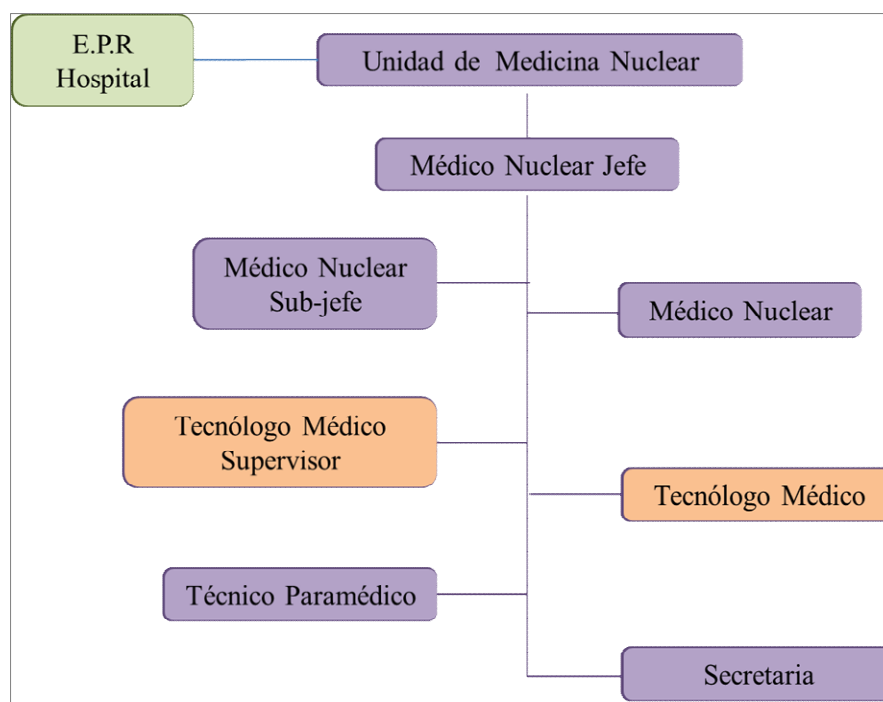 E.P.R
Hospital
Unidad de Medicina Nuclear
Médico Nuclear Jefe
Médico Nuclear
Sub-jefe
Médico Nuclear
Tecnólogo Médico
Supervisor
Tecnólogo Médico
Técnico Paramédico
Secretaria